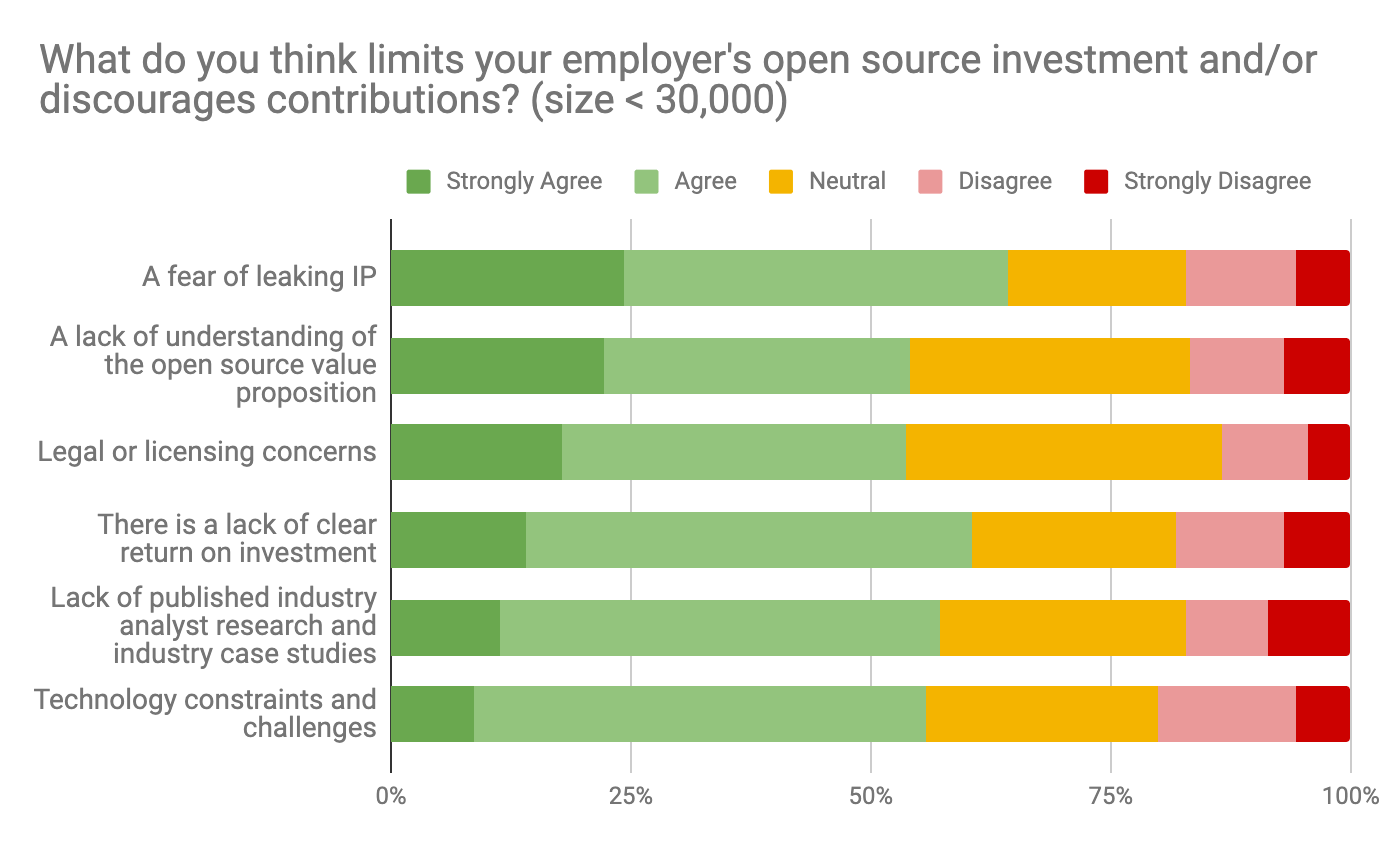 What do you think limits your employer's open source investment and/or
discourages contributions? (size < 30,000)
Strongly Agree
Agree
Neutral
Disagree
Strongly Disagree
A fear of leaking IP
A lack of understanding of
the open source value
proposition
Legal or licensing concerns
There is a lack of clear
return on investment
Lack of published industry
analyst research and
industry case studies
Technology constraints and
challenges
0%
25%
50%
75%
100%